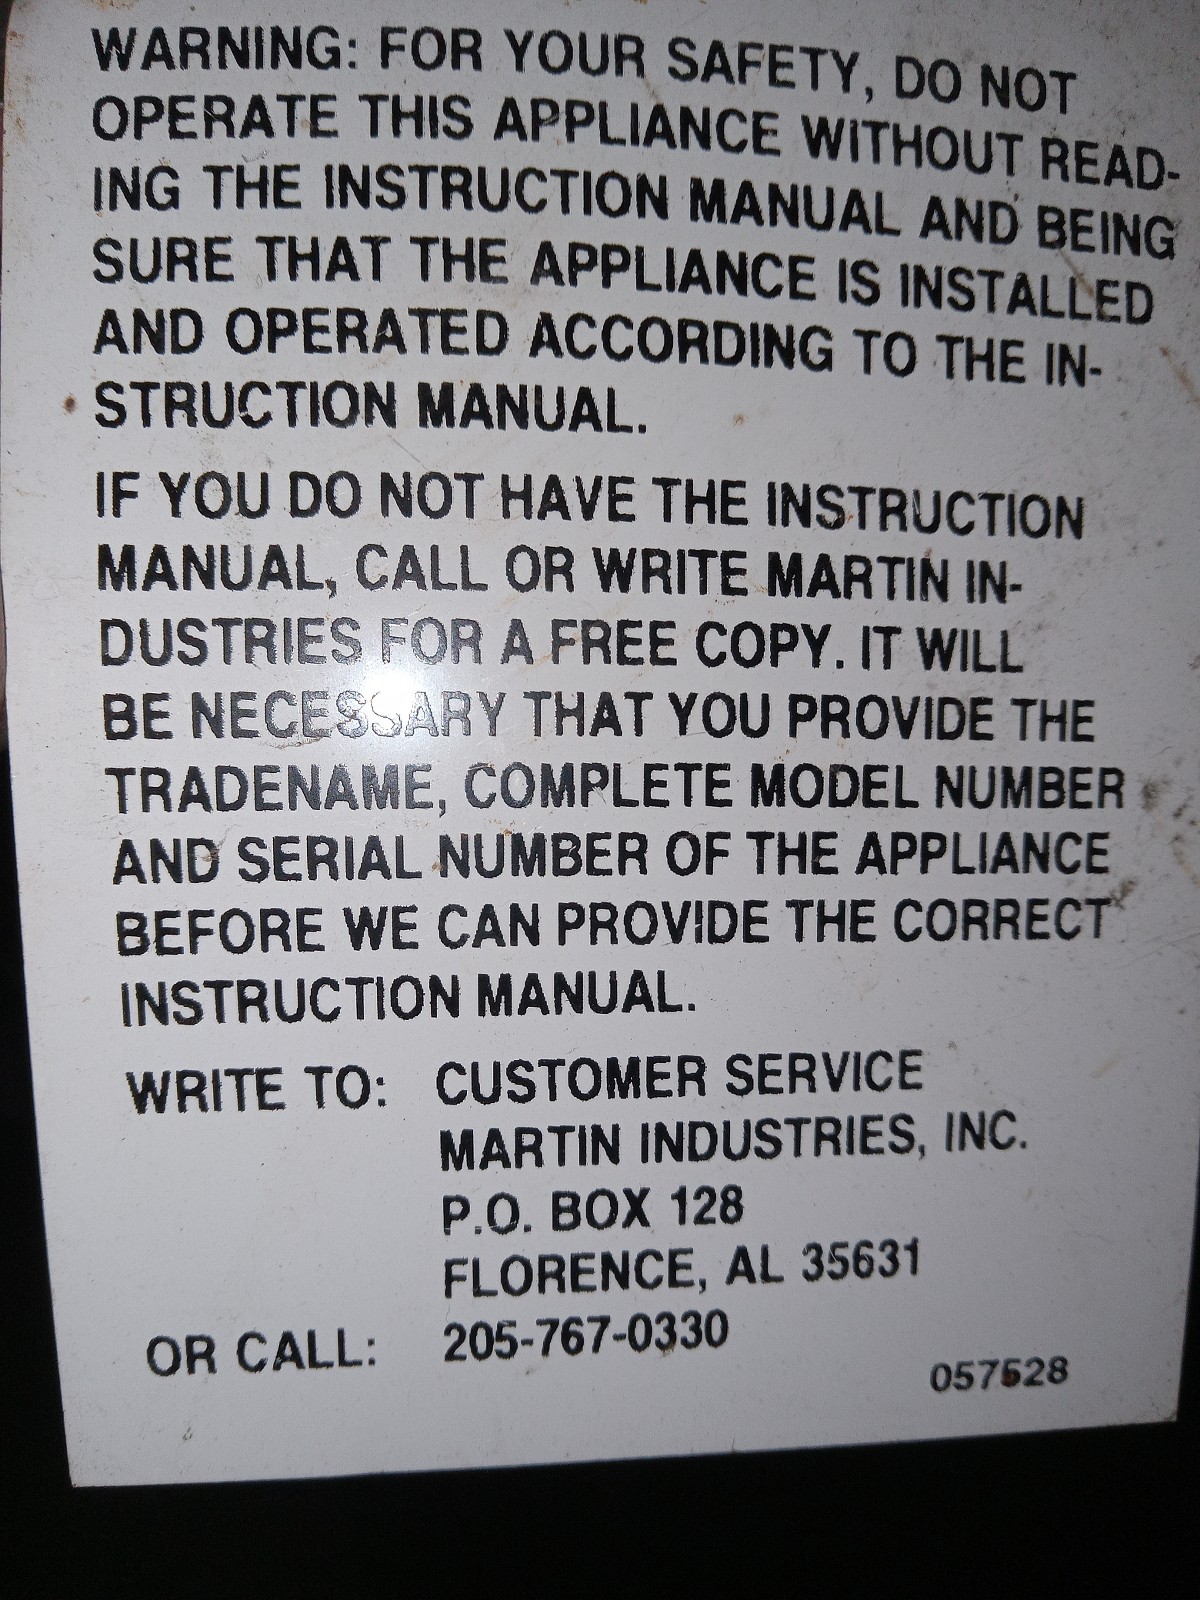 WARNING: FOR YOUR SAFETY, DO NOT
OPERATE THIS APPLIANCE WITHOUT READ-
ING THE INSTRUCTION MANUAL AND BEING
SURE THAT THE APPLIANCE IS INSTALLED
AND OPERATED ACCORDING TO THE IN-
STRUCTION MANUAL.
IF YOU DO NOT HAVE THE INSTRUCTION
MANUAL, CALL OR WRITE MARTIN IN-
DUSTRIES FOR A FREE COPY. IT WILL
BE NECESSARY THAT YOU PROVIDE THE
TRADENAME, COMPLETE MODEL NUMBER
AND SERIAL NUMBER OF THE APPLIANCE
BEFORE WE CAN PROVIDE THE CORRECT
INSTRUCTION MANUAL.
WRITE TO: CUSTOMER SERVICE
MARTIN INDUSTRIES, INC.
P.O. BOX 128
FLORENCE, AL 35631
OR CALL: 205-767-0330
057528